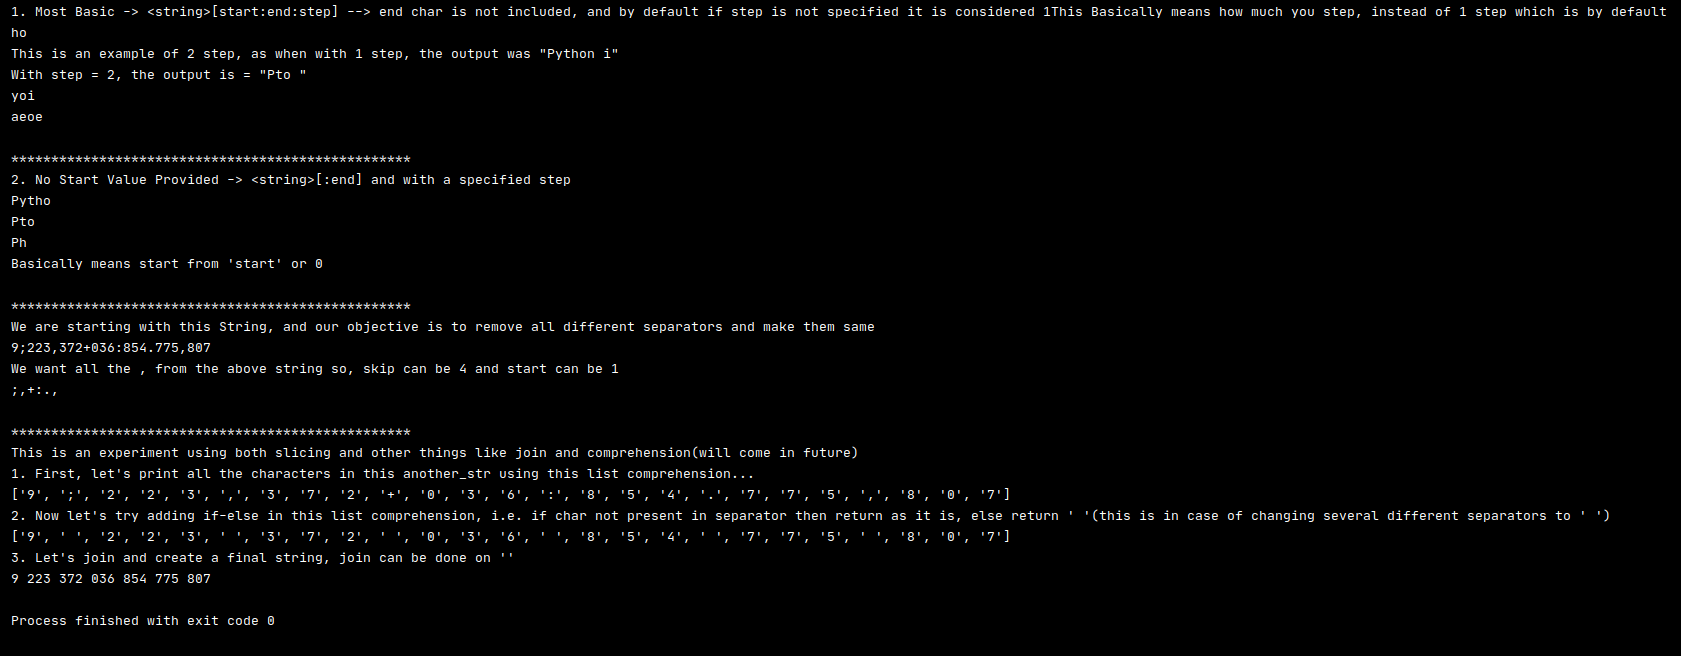 1. Most Basic -> <string>[start:end:step] --> end char is not included, and by default if step is not specified it is considered 1This Basically means how much you step, instead of 1 step which is by default
ho
This is an example of 2 step, as when with 1 step, the output was "Python i"
With step = 2, the output is = "Pto "
yoi
aeoe
**************************************************
2. No Start Value Provided -> <string>[:end] and with a specified step
Pytho
Pto
Ph
Basically means start from 'start' or 0
**************************************************
We are starting with this String, and our objective is to remove all different separators and make them same
9;223,372+036:854.775,807
We want all the , from the above string so, skip can be 4 and start can be 1
;,+:.,
**************************************************
This is an experiment using both slicing and other things like join and comprehension(will come in future)
1. First, let's print all the characters in this another_str using this list comprehension...
['9', ';', '2', '2', '3', ',', '3', '7', '2', '+', '0', '3', '6', ':', '8', '5', '4', '.', '7', '7', '5', ',', '8', '0', '7']
2. Now let's try adding if-else in this list comprehension, i.e. if char not present in separator then return as it is, else return ' '(this is in case of changing several different separators to ' ')
['9', ' ', '2', '2', '3', ' ', '3', '7', '2', ' ', '0', '3', '6', ' ', '8', '5', '4', ' ', '7', '7', '5', ' ', '8', '0', '7']
3. Let's join and create a final string, join can be done on ''
9 223 372 036 854 775 807
Process finished with exit code 0